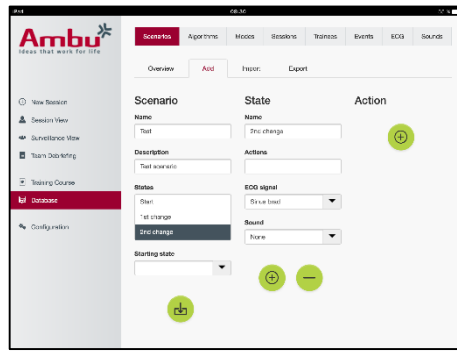 iPad
08.30
Ambu
Ideas that work for life
Scenarios Algorithms Modes Sessions Trainees Events ECG Sounds
Overview Add Import Export
New Session
Session View
Surveillance View
Team Debriefing
Training Course
Database
Configuration
Scenario
Name
Test
Description
Test scenario
States
Start
1st change
2nd change
Starting state
State
Name
2nd change
Actions
ECG signal
Sinus brad
Sound
None
Action